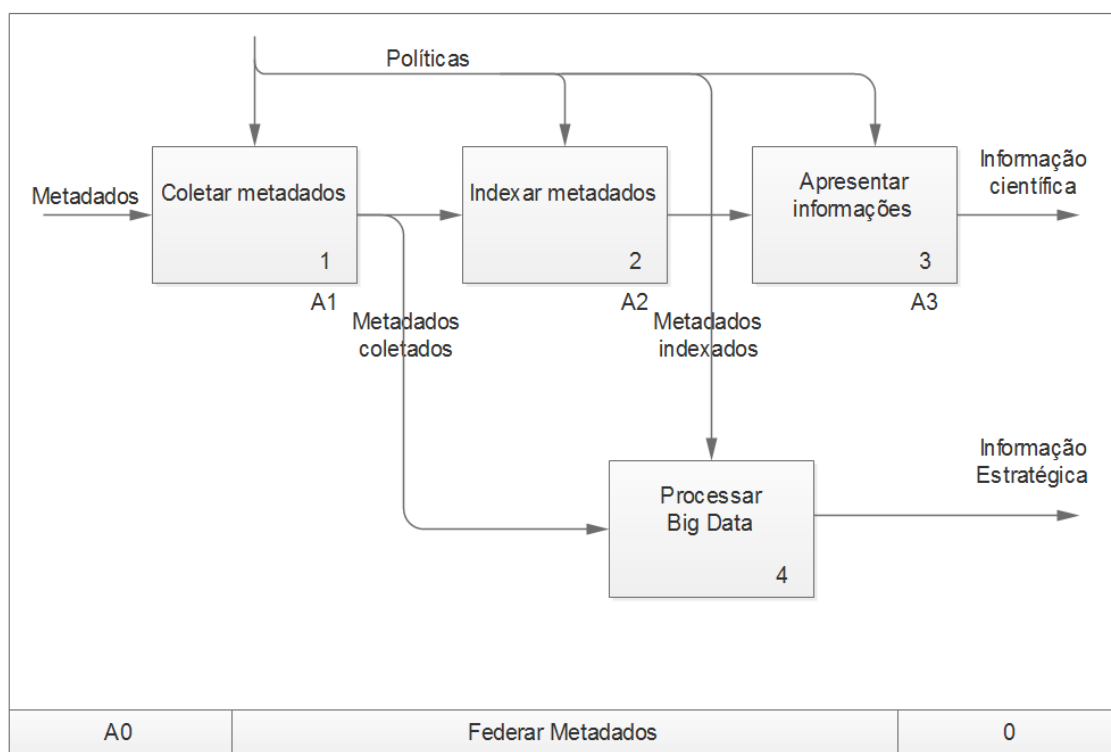 Políticas
Metadados
Coletar metadados
1
A1
Indexar metadados
2
A2
Apresentar
informações
3
A3
Informação
científica
Metadados
coletados
Metadados
indexados
Processar
Big Data
4
Informação
Estratégica
A0
Federar Metadados
0